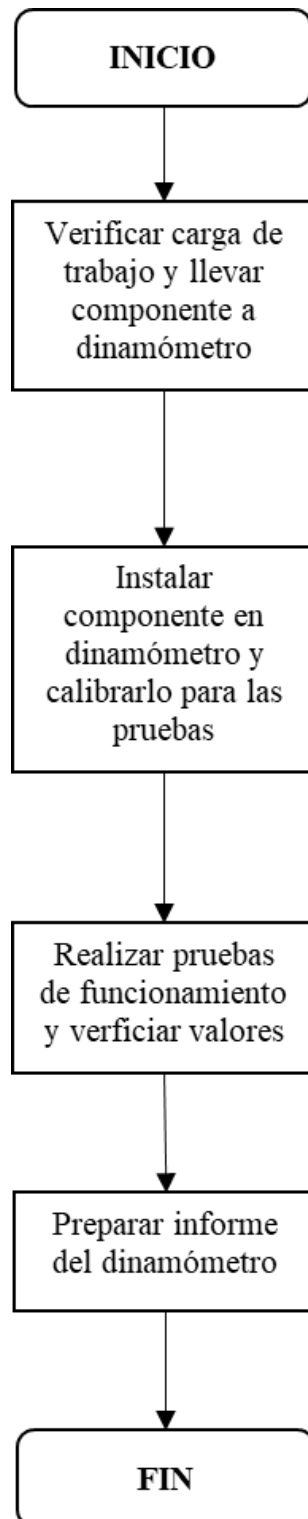 INICIO
Verificar carga de
trabajo y llevar
componente a
dinamómetro
Instalar
componente en
dinamómetro y
calibrarlo para las
pruebas
Realizar pruebas
de funcionamiento
y verficiar valores
Preparar informe
del dinamómetro
FIN